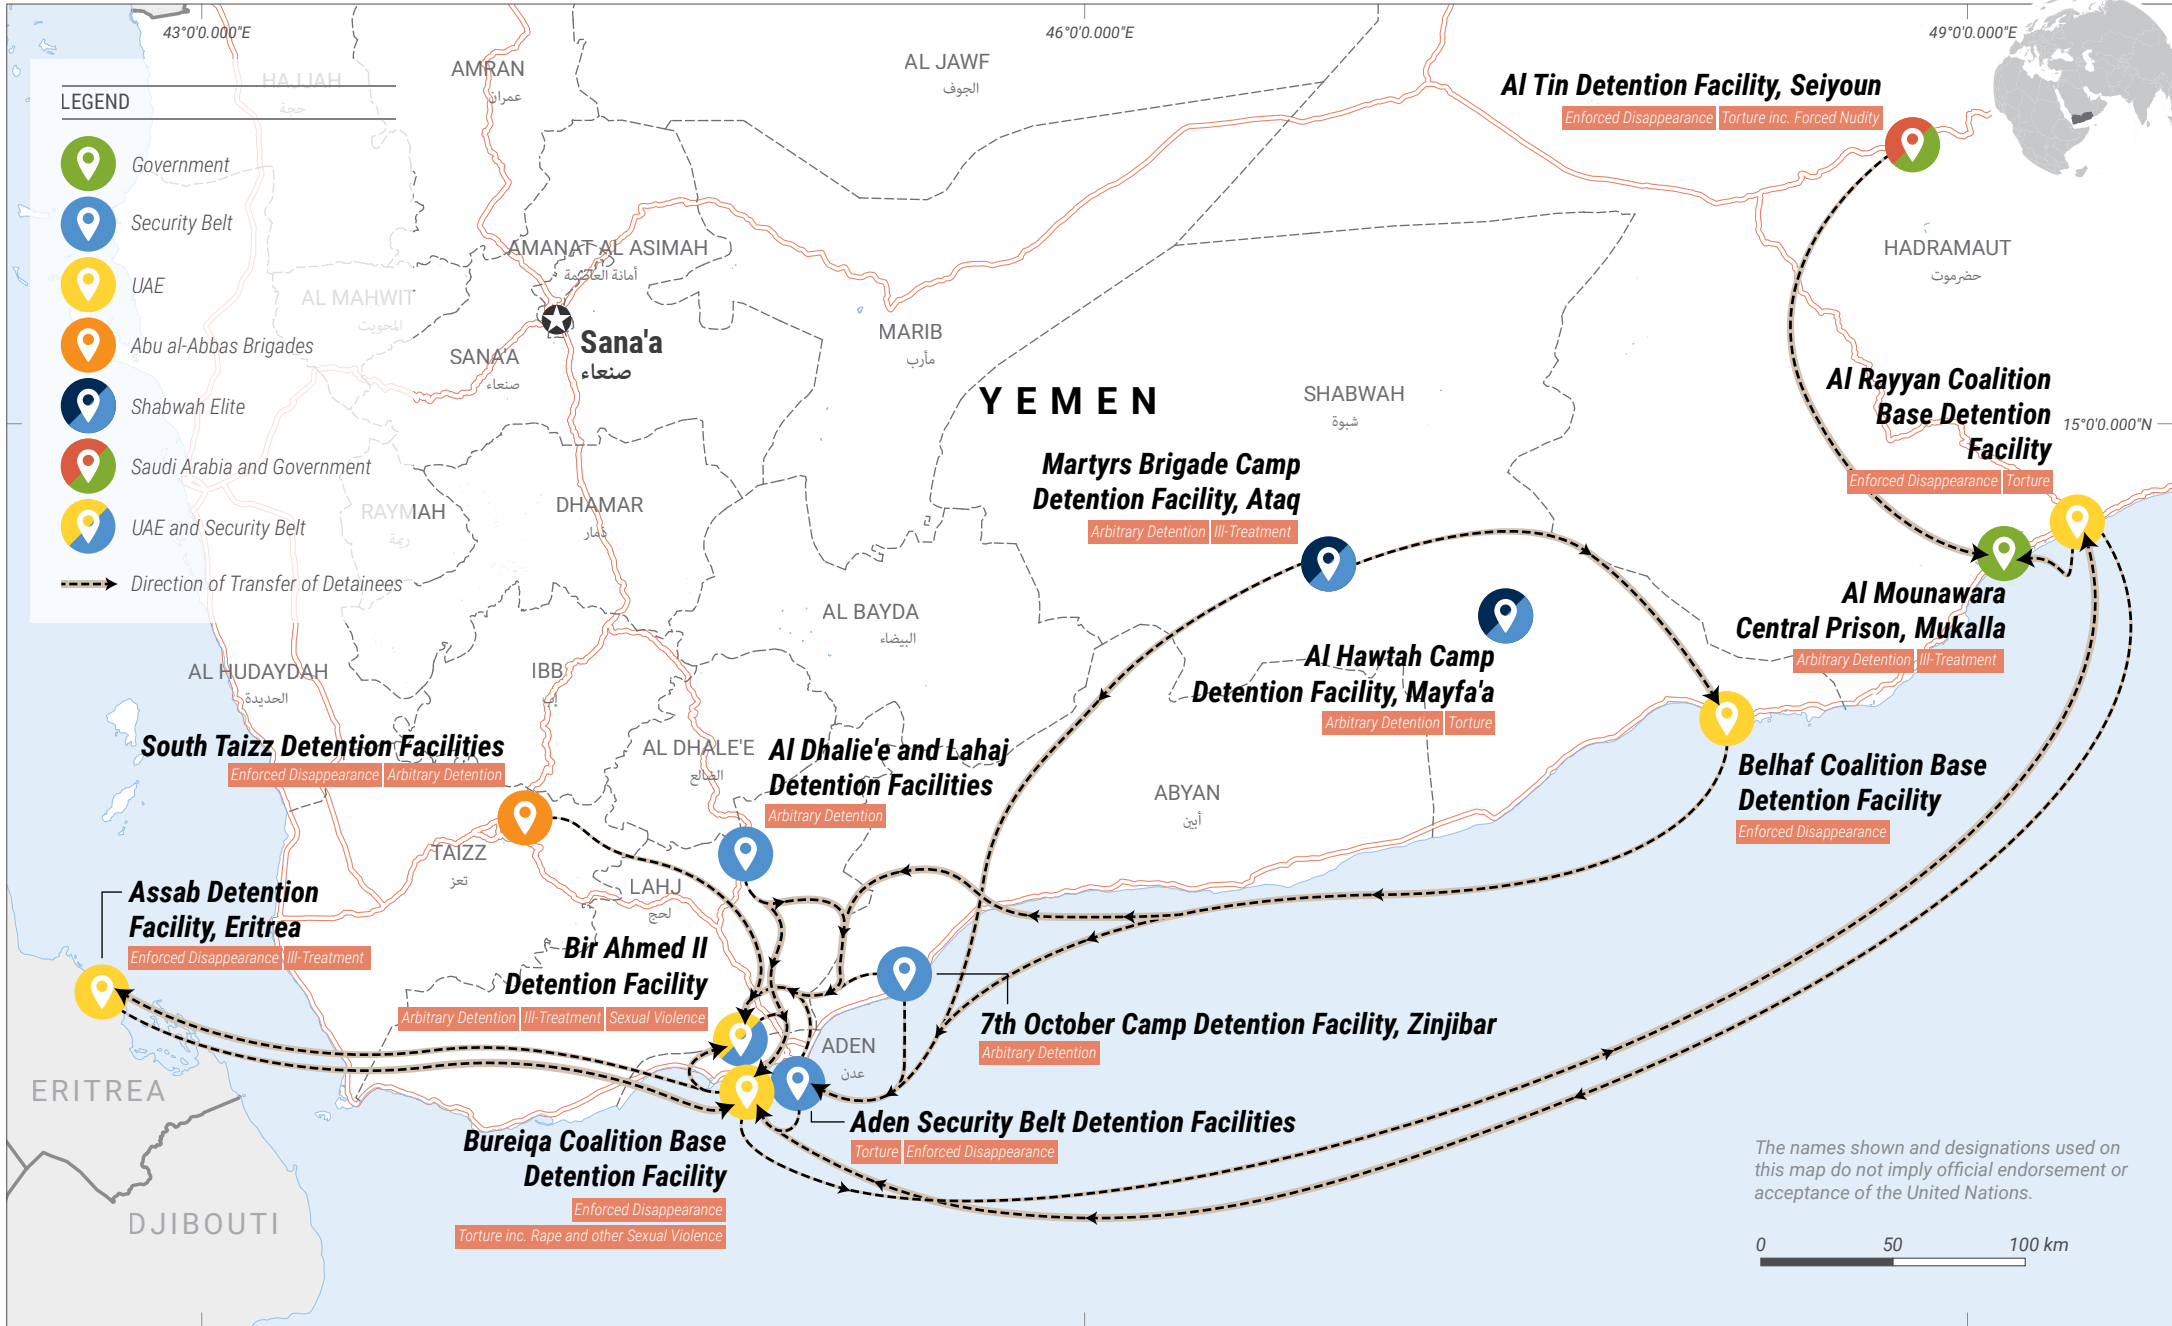 43°0'0.000"E
46°0'0.000"E
49°0'0.000"E
LEGEND
Government
Security Belt
UAE
Abu al-Abbas Brigades
Shabwah Elite
Saudi Arabia and Government
UAE and Security Belt
Direction of Transfer of Detainees
HAJJAH
حجة
AMRAN
عمران
AL JAWF
الجوف
Al Tin Detention Facility, Seiyoun
Enforced Disappearance
Torture inc. Forced Nudity
AMANAT AL ASIMAH
أمانة العاصمة
HADRAMAUT
حضرموت
AL MAHWIT
المحويت
Sana'a
صنعاء
SANA'A
صنعاء
MARIB
مأرب
YEMEN
SHABWAH
شبوة
Al Rayyan Coalition
Base Detention
Facility
Enforced Disappearance
Torture
15°0'0.000"N
Martyrs Brigade Camp
Detention Facility, Ataq
Arbitrary Detention
Ill-Treatment
RAYMAH
ريمة
DHAMAR
ذمار
AL BAYDA
البيضاء
Al Mounawara
Central Prison, Mukalla
Arbitrary Detention
Ill-Treatment
AL HUDAYDAH
الحديدة
IBB
إب
Al Hawtah Camp
Detention Facility, Mayfa'a
Arbitrary Detention
Torture
South Taizz Detention Facilities
Enforced Disappearance
Arbitrary Detention
AL DHALE'E
الضالع
Al Dhalie'e and Lahaj
Detention Facilities
Arbitrary Detention
ABYAN
أبين
Belhaf Coalition Base
Detention Facility
Enforced Disappearance
TAIZZ
تعز
LAHJ
لحج
Assab Detention
Facility, Eritrea
Enforced Disappearance
Ill-Treatment
Bir Ahmed II
Detention Facility
Arbitrary Detention
Ill-Treatment
Sexual Violence
7th October Camp Detention Facility, Zinjibar
Arbitrary Detention
ADEN
عدن
ERITREA
Aden Security Belt Detention Facilities
Torture
Enforced Disappearance
Bureiqa Coalition Base
Detention Facility
Enforced Disappearance
Torture inc. Rape and other Sexual Violence
DJIBOUTI
The names shown and designations used on
this map do not imply official endorsement or
acceptance of the United Nations.
0
50
100 km